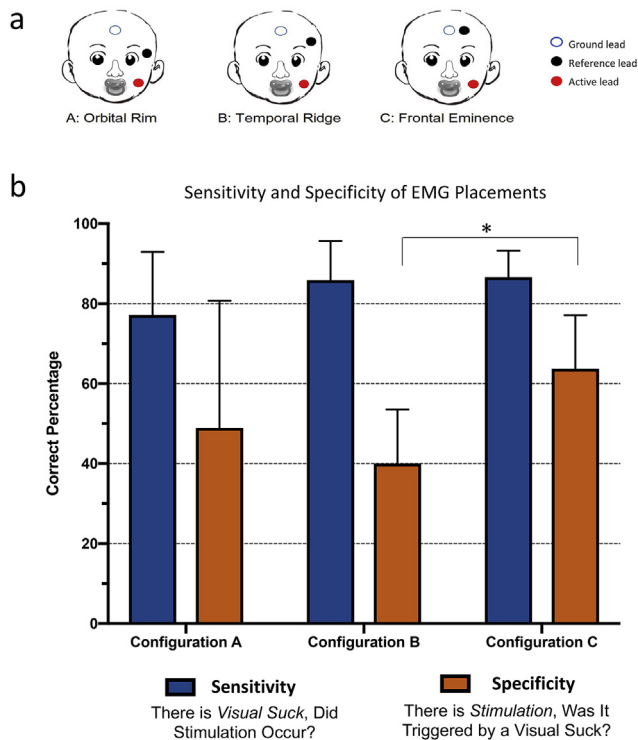 a
Ground lead
Reference lead
Active lead
A: Orbital Rim
B: Temporal Ridge
C: Frontal Eminence
b
Sensitivity and Specificity of EMG Placements
*
100
80
60
40
20
0
Correct Percentage
Configuration A
Configuration B
Configuration C
Sensitivity
There is Visual Suck, Did
Stimulation Occur?
Specificity
There is Stimulation, Was It
Triggered by a Visual Suck?